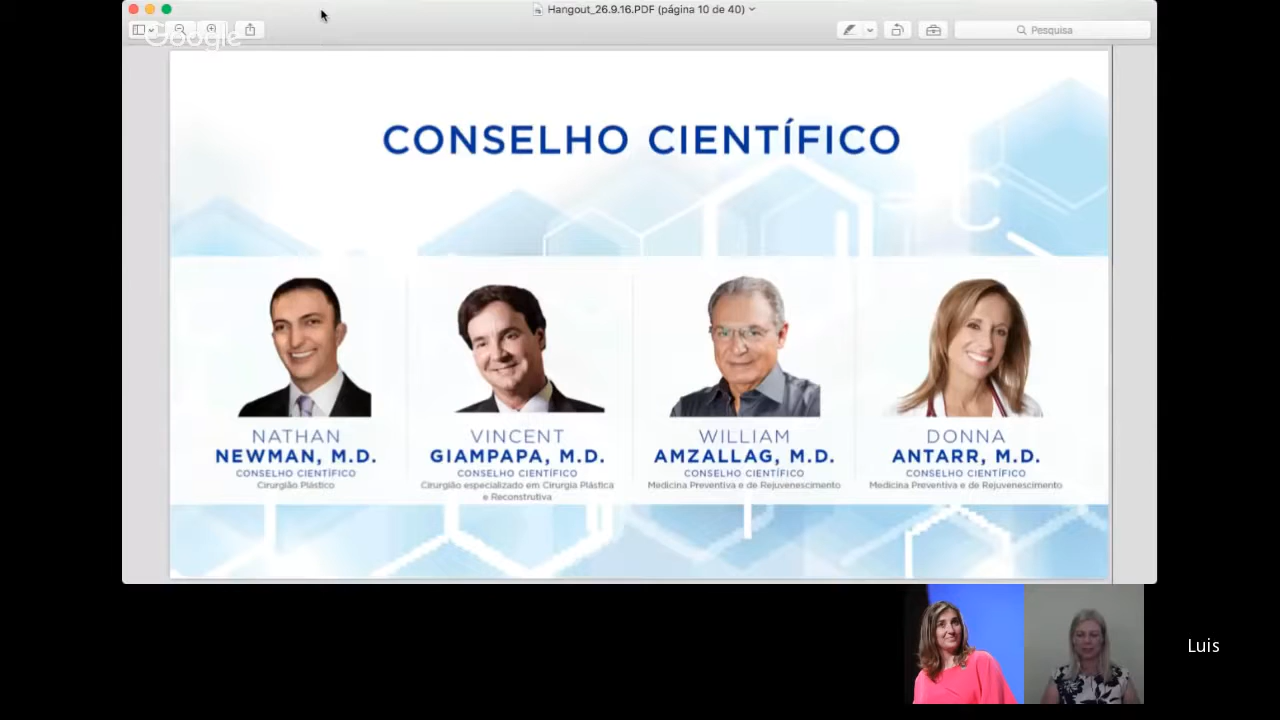 Hangout_26.9.16.PDF (página 10 de 40)
Google
Pesquisa
CONSELHO CIENTÍFICO
NATHAN
NEWMAN, M.D.
CONSELHO CIENTÍFICO
Cirurgião Plástico
VINCENT
GIAMPAPA, M.D.
CONSELHO CIENTÍFICO
Cirurgião especializado em Cirurgia Plástica
e Reconstrutiva
WILLIAM
AMZALLAG, M.D.
CONSELHO CIENTÍFICO
Medicina Preventiva e de Rejuvenescimento
DONNA
ANTARR, M.D.
CONSELHO CIENTÍFICO
Medicina Preventiva e de Rejuvenescimento
Luis